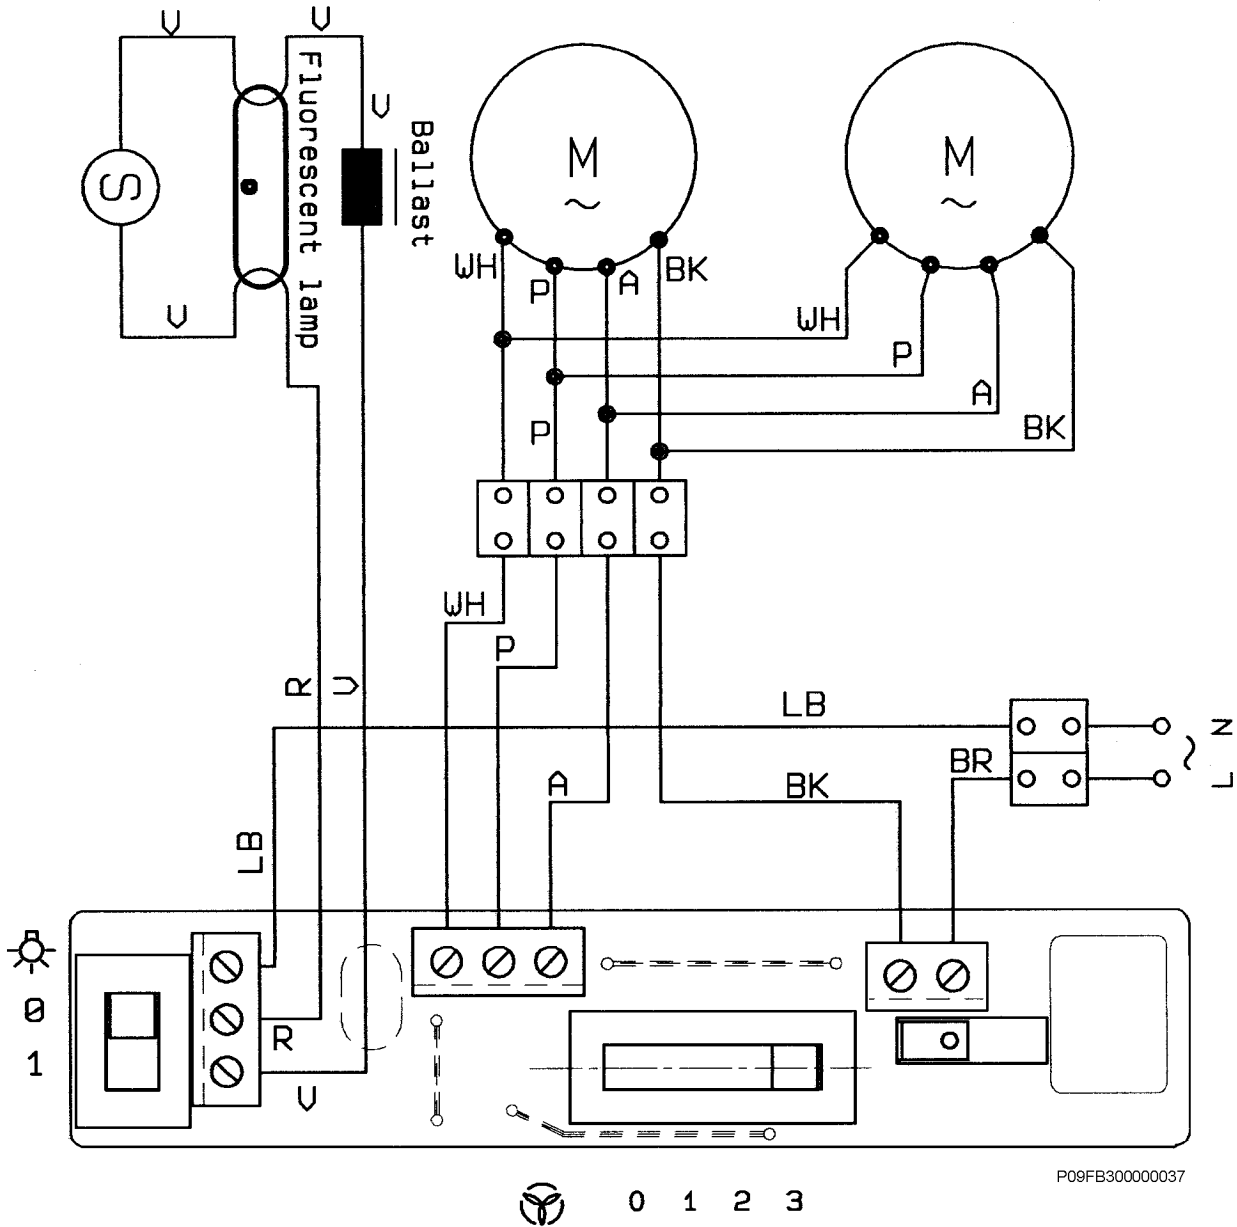 V
V
Fluorescent lamp
V
Ballast
S
V
M
~
M
~
WH
P
A
BK
WH
P
A
BK
P
WH
P
R
V
LB
N
~
L
BR
A
BK
LB
0
1
R
V
P09FB300000037
0 1 2 3